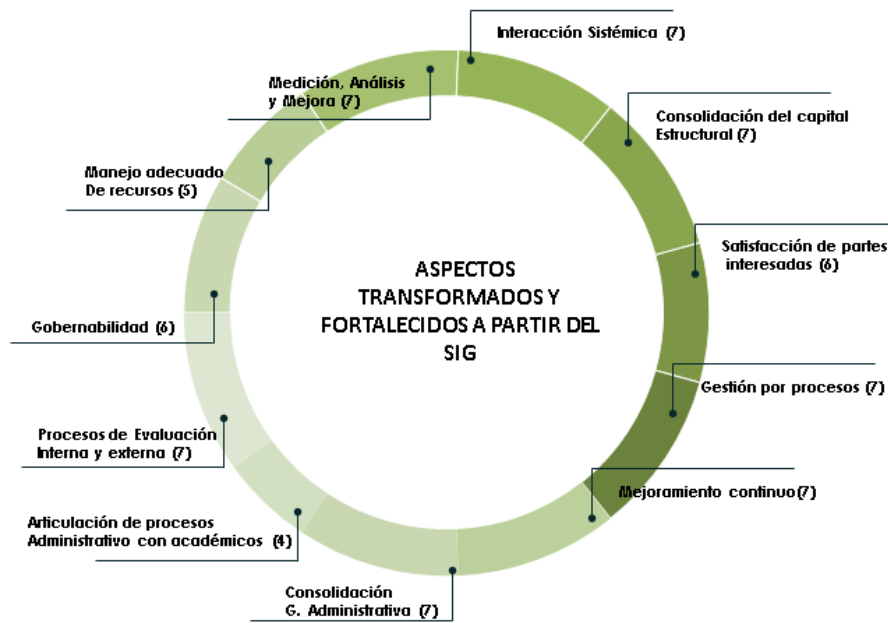 Interacción Sistémica (7)
Medición, Análisis
y Mejora (7)
Consolidación del capital
Estructural (7)
Manejo adecuado
De recursos (5)
Satisfacción de partes
interesadas (6)
ASPECTOS
TRANSFORMADOS Y
FORTALECIDOS A PARTIR DEL
SIG
Gobernabilidad (6)
Gestión por procesos (7)
Procesos de Evaluación
Interna y externa (7)
Mejoramiento continuo(7)
Articulación de procesos
Administrativo con académicos (4)
Consolidación
G. Administrativa (7)